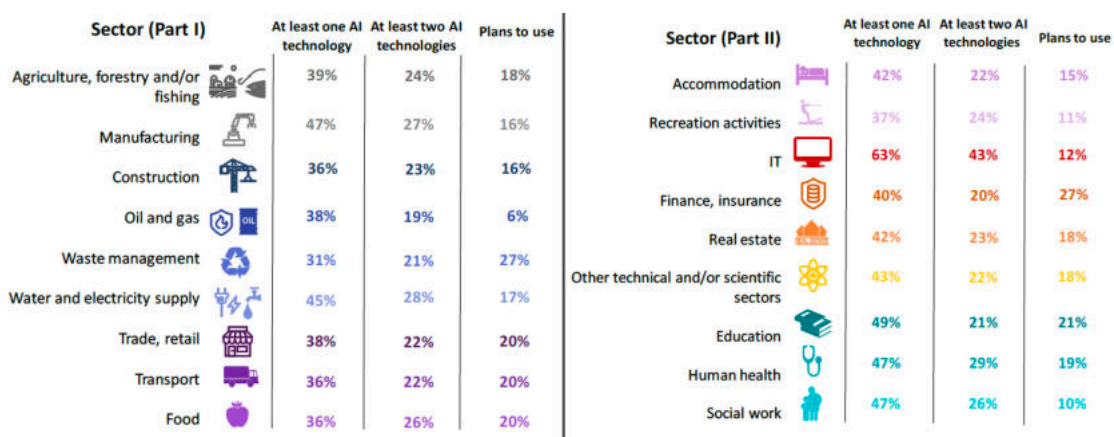 Sector (Part I) At least one AI technology At least two AI technologies Plans to use
Agriculture, forestry and/or fishing 39% 24% 18%
Manufacturing 47% 27% 16%
Construction 36% 23% 16%
Oil and gas OIL 38% 19% 6%
Waste management 31% 21% 27%
Water and electricity supply 45% 28% 17%
Trade, retail 38% 22% 20%
Transport 36% 22% 20%
Food 36% 26% 20%
Sector (Part II) At least one AI technology At least two AI technologies Plans to use
Accommodation 42% 22% 15%
Recreation activities 37% 24% 11%
IT 63% 43% 12%
Finance, insurance 40% 20% 27%
Real estate 42% 23% 18%
Other technical and/or scientific sectors 43% 22% 18%
Education 49% 21% 21%
Human health 47% 29% 19%
Social work 47% 26% 10%